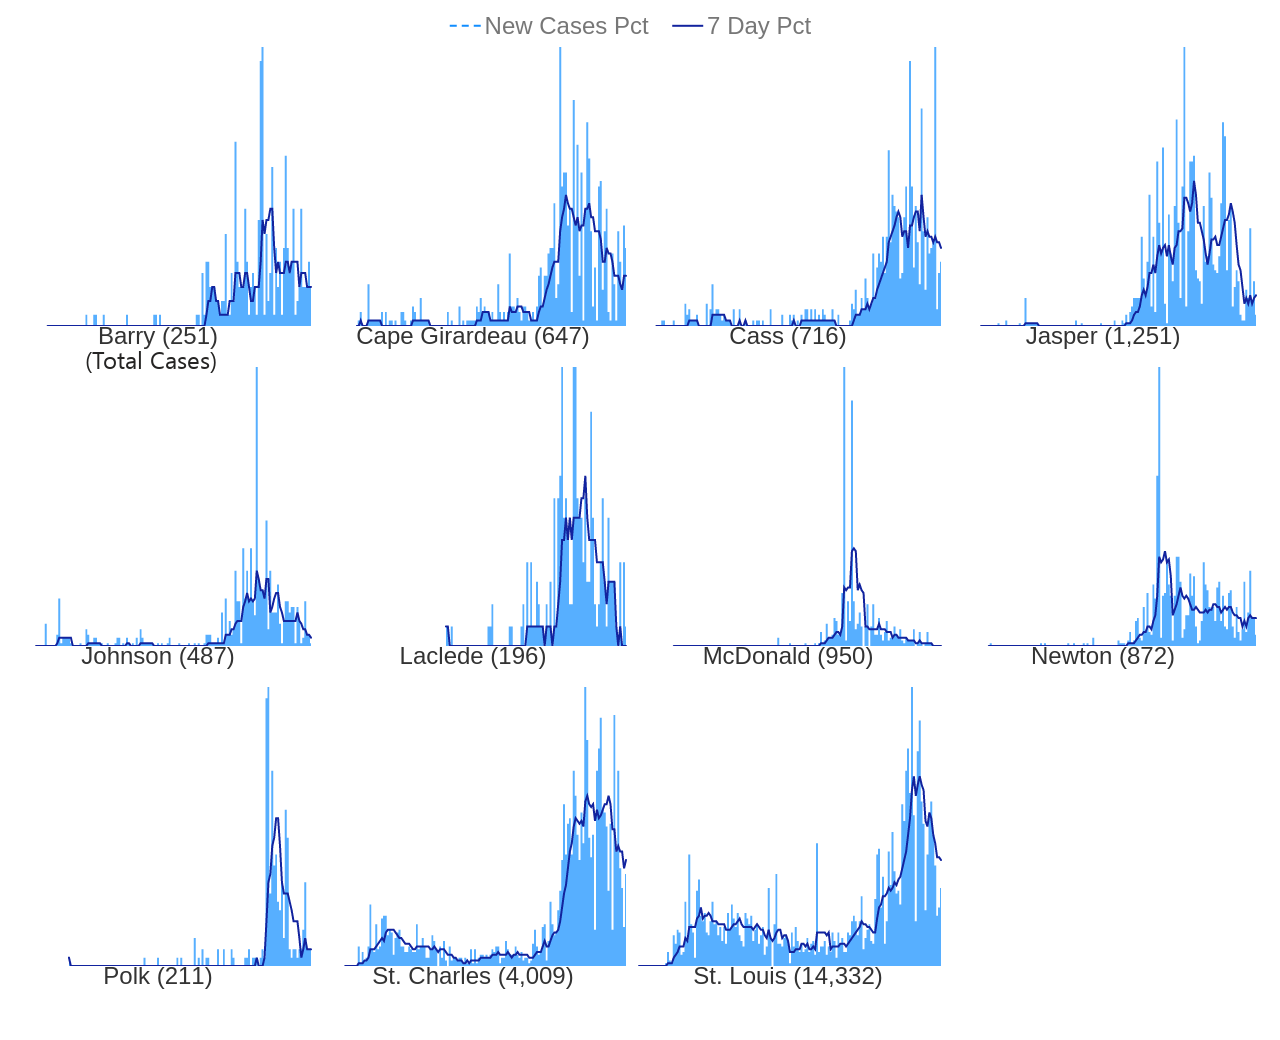 New Cases Pct 7 Day Pct
Barry (251) Cape Girardeau (647) Cass (716) Jasper (1,251)
(Total Cases)
Johnson (487) Laclede (196) McDonald (950) Newton (872)
Polk (211) St. Charles (4,009) St. Louis (14,332)